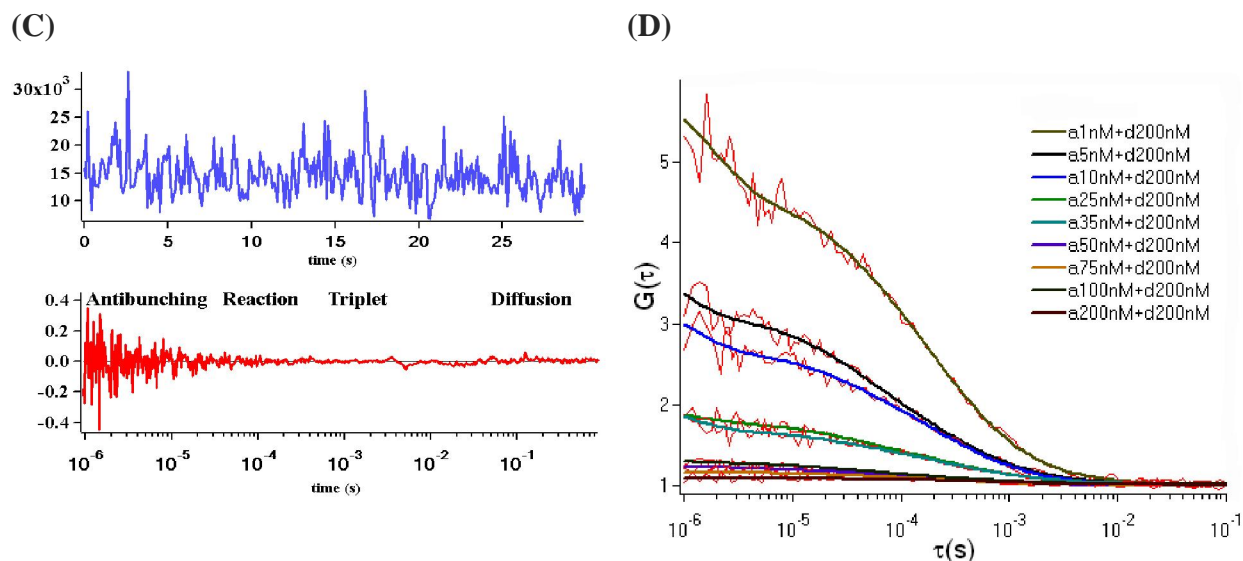 (C)
(D)
30x10³
25
20
15
10
0 5 10 15 20 25
time (s)
Antibunching Reaction Triplet Diffusion
0.4
0.2
0.0
-0.2
-0.4
10⁻⁶ 10⁻⁵ 10⁻⁴ 10⁻³ 10⁻² 10⁻¹
time (s)
G(τ)
5
4
3
2
1
a1nM+d200nM
a5nM+d200nM
a10nM+d200nM
a25nM+d200nM
a35nM+d200nM
a50nM+d200nM
a75nM+d200nM
a100nM+d200nM
a200nM+d200nM
10⁻⁶ 10⁻⁵ 10⁻⁴ 10⁻³ 10⁻² 10⁻¹
τ(s)